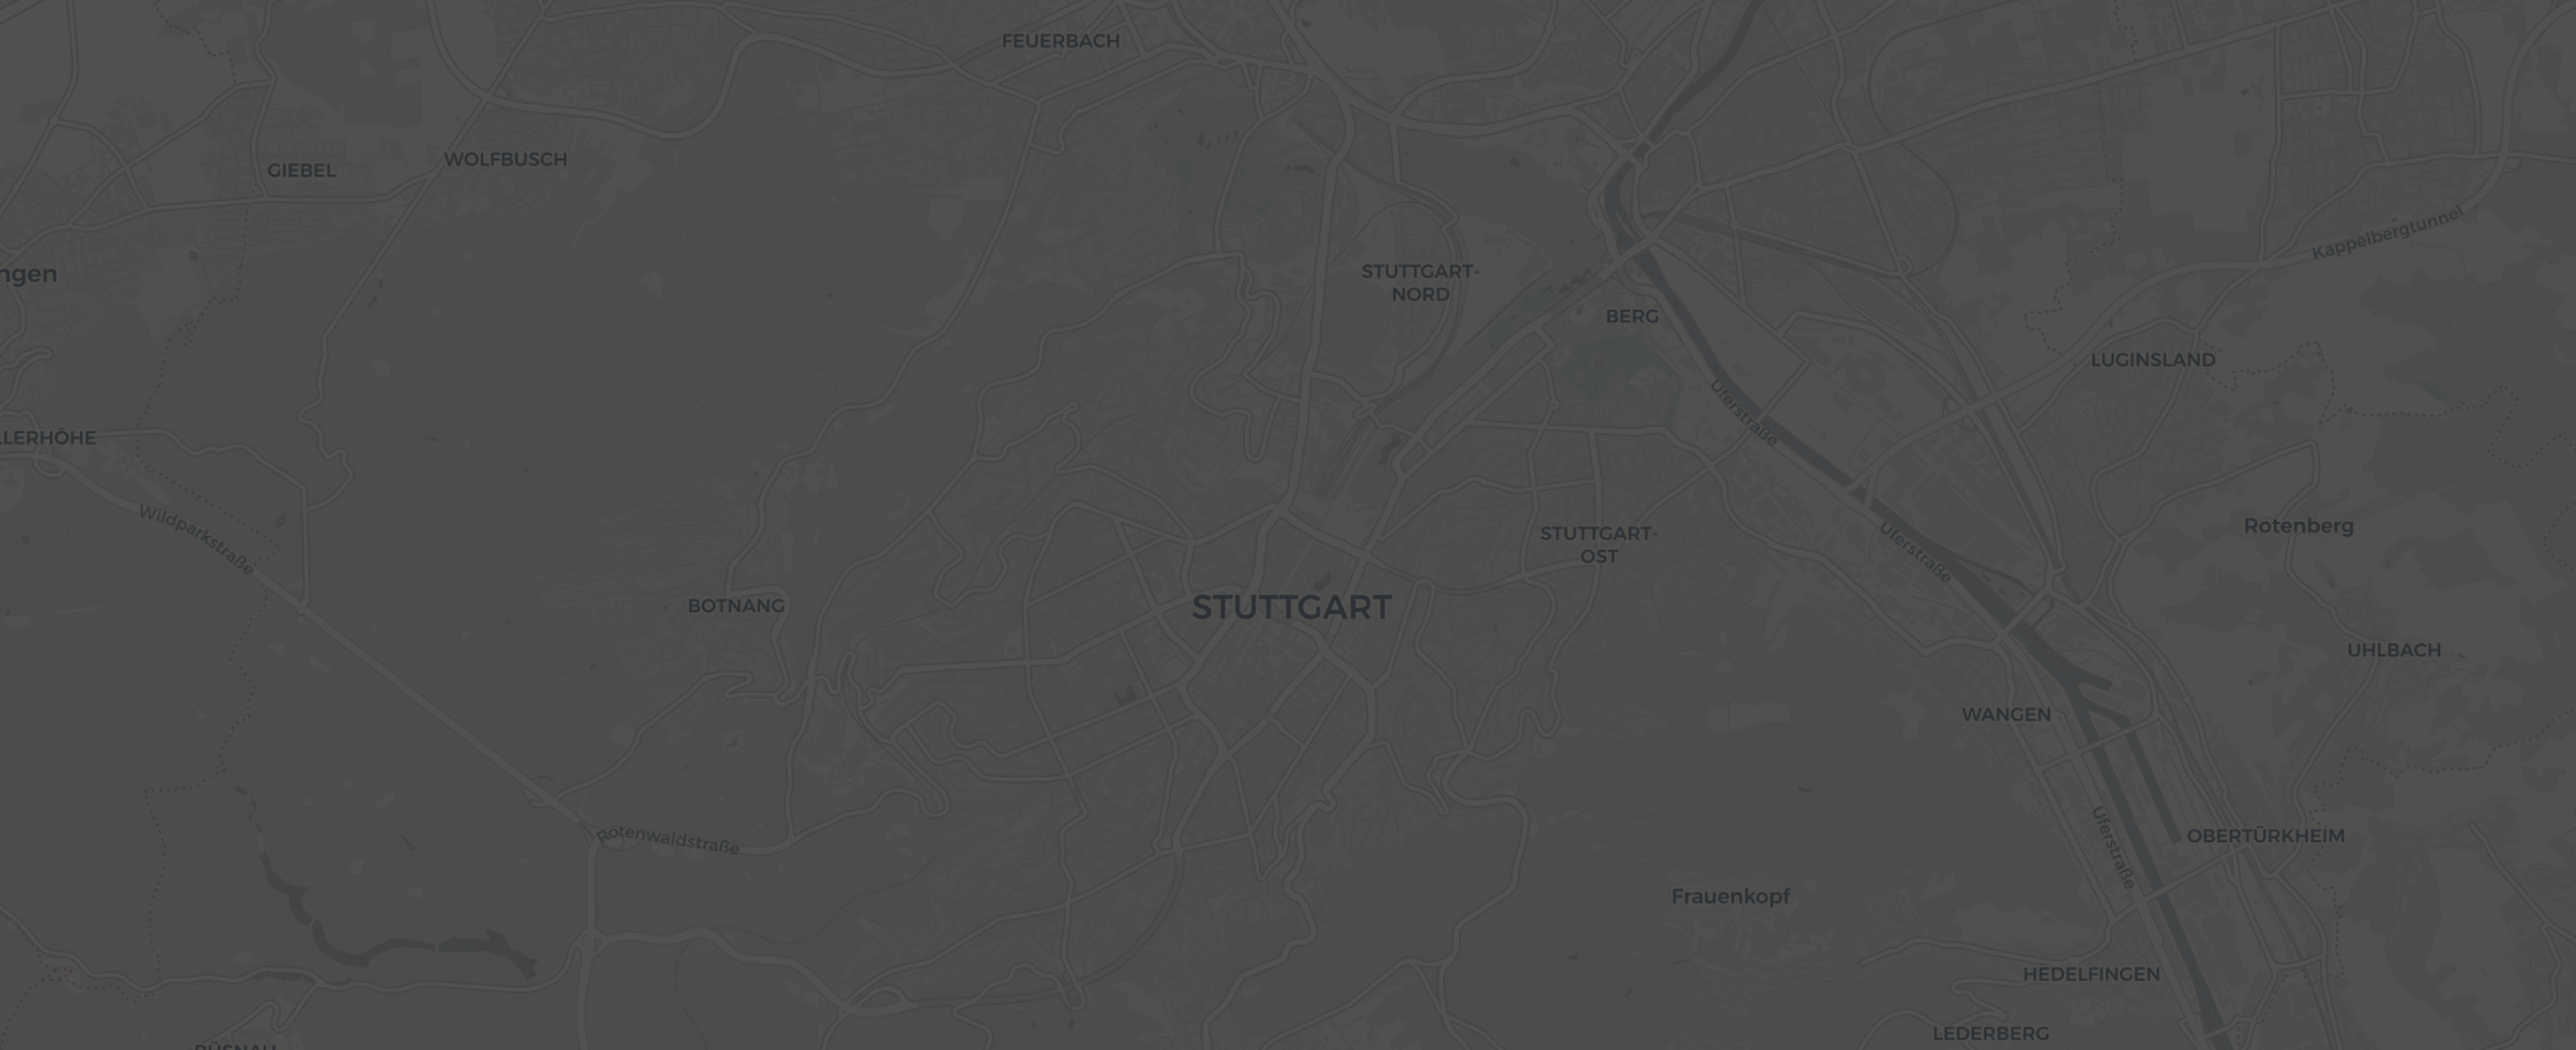 FEUERBACH
GIEBEL
WOLFBUSCH
Kappelbergtunnel
ngen
STUTTGART-
NORD
BERG
LUGINSLAND
Uferstraße
LLERHÖHE
Wildparkstraße
STUTTGART-
OST
Rotenberg
Uferstraße
BOTNANG
STUTTGART
UHLBACH
WANGEN
Rotenwaldstraße
Uferstraße
OBERTÜRKHEIM
Frauenkopf
HEDELFINGEN
LEDERBERG
BÜSNAU